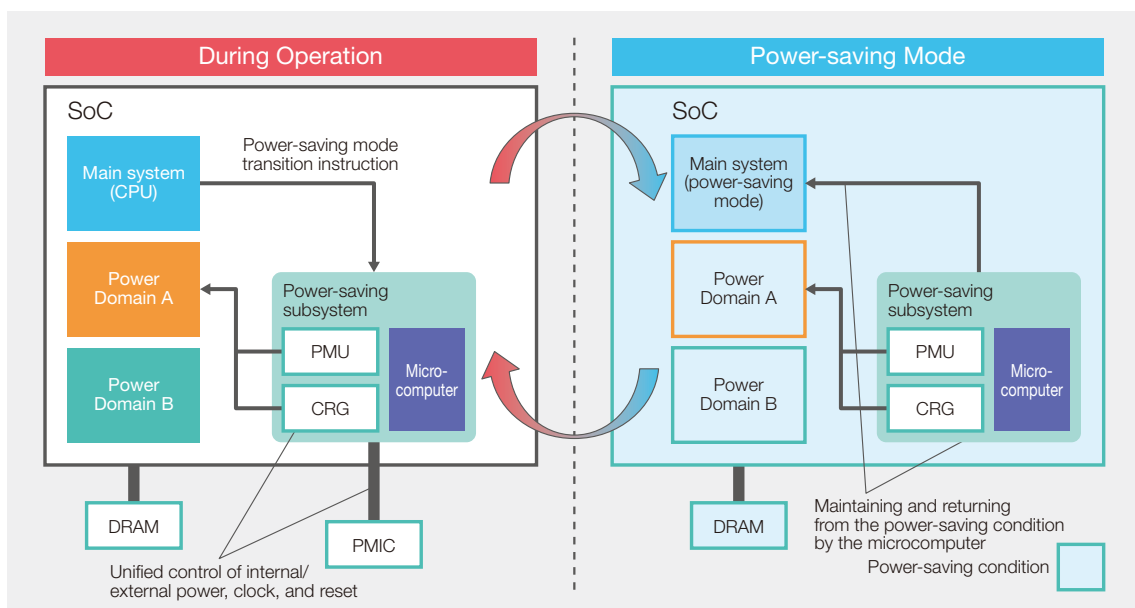 During Operation
SoC
Main system
(CPU)
Power-saving mode
transition instruction
Power
Domain A
Power-saving
subsystem
PMU
CRG
Micro-
computer
Power
Domain B
DRAM
PMIC
Unified control of internal/
external power, clock, and reset
Power-saving Mode
SoC
Main system
(power-saving
mode)
Power
Domain A
Power-saving
subsystem
PMU
CRG
Micro-
computer
Power
Domain B
DRAM
Maintaining and returning
from the power-saving condition
by the microcomputer
Power-saving condition